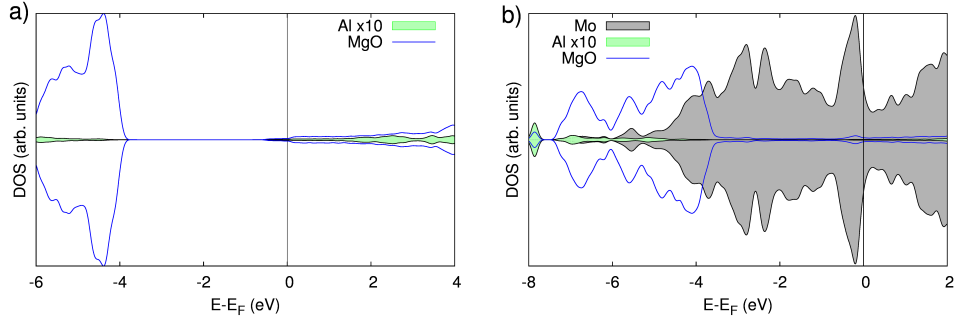 a)
Al x10
MgO
DOS (arb. units)
-6 -4 -2 0 2 4
E-E_F (eV)
b)
Mo
Al x10
MgO
DOS (arb. units)
-8 -6 -4 -2 0 2
E-E_F (eV)